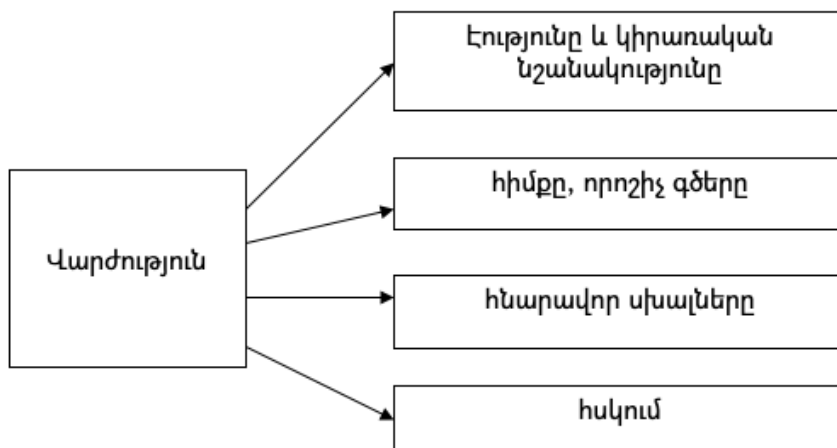 Էությունը և կիրառական
նշանակությունը
հիմքը, որոշիչ գծերը
Վարժություն
հնարավոր սխալները
հսկում